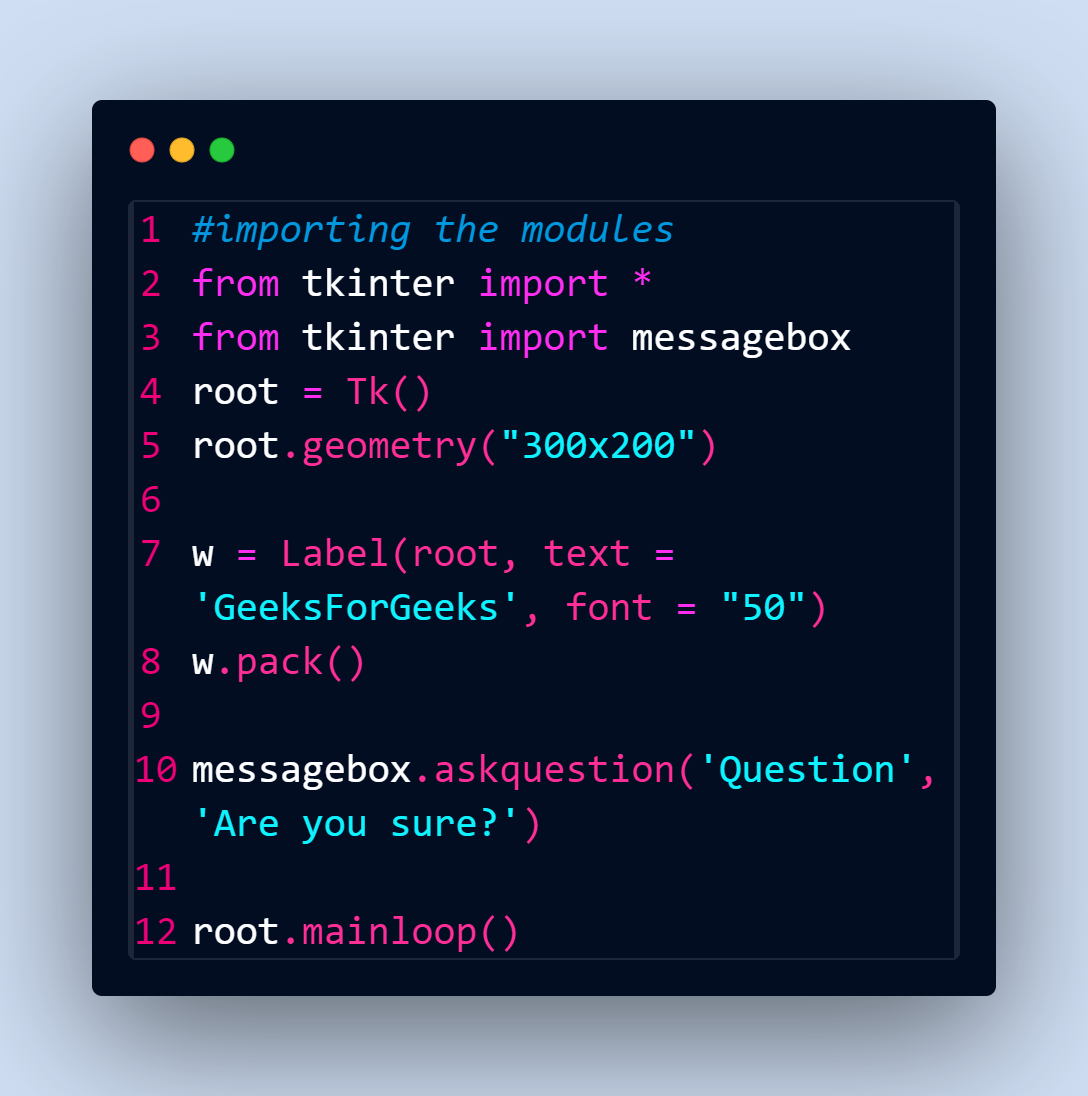 1 #importing the modules
2 from tkinter import *
3 from tkinter import messagebox
4 root = Tk()
5 root.geometry("300x200")
6
7 w = Label(root, text =
'GeeksForGeeks', font = "50")
8 w.pack()
9
10 messagebox.askquestion('Question',
'Are you sure?')
11
12 root.mainloop()